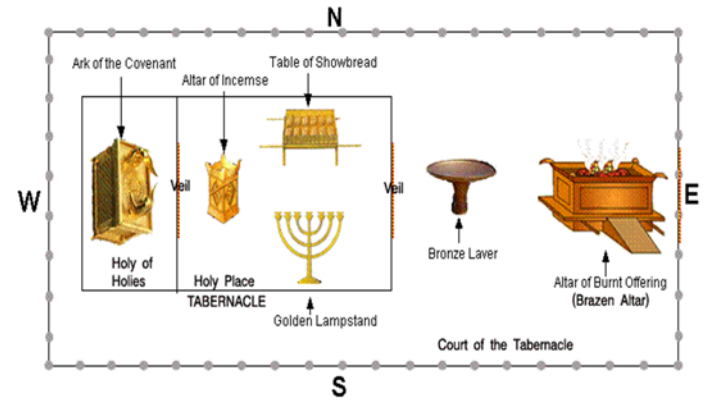 N
Ark of the Covenant
Table of Showbread
Altar of Incemse
W
Veil
Veil
E
Bronze Laver
Holy of
Holies
Holy Place
TABERNACLE
Golden Lampstand
Altar of Burnt Offering
(Brazen Altar)
Court of the Tabernacle
S